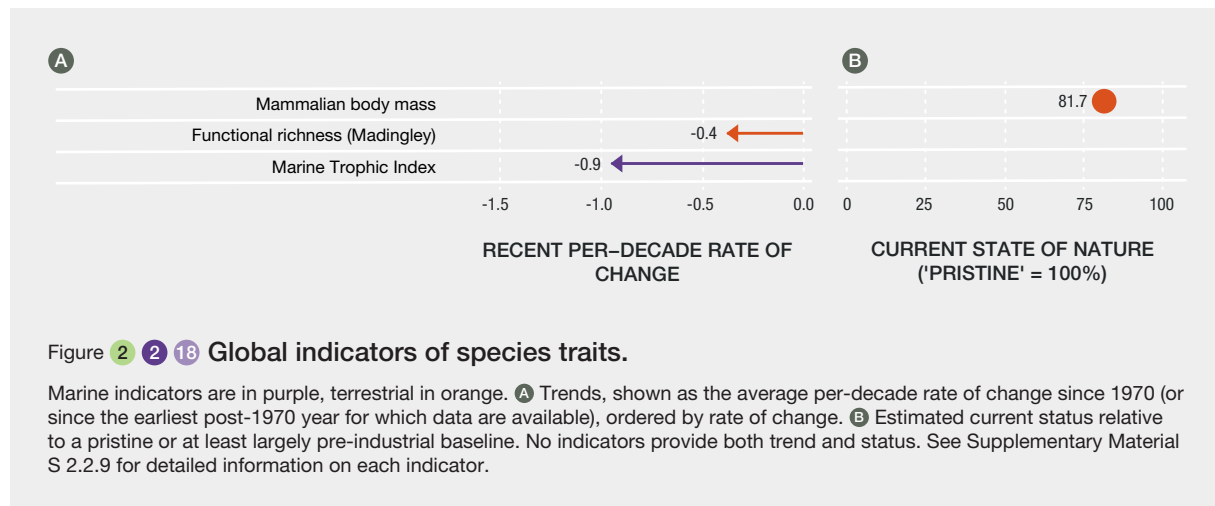 A
B
Mammalian body mass
81.7
Functional richness (Madingley)
-0.4
Marine Trophic Index
-0.9
-1.5 -1.0 -0.5 0.0
0 25 50 75 100
RECENT PER–DECADE RATE OF
CHANGE
CURRENT STATE OF NATURE
('PRISTINE' = 100%)
Figure 2 2 18 Global indicators of species traits.
Marine indicators are in purple, terrestrial in orange. A Trends, shown as the average per-decade rate of change since 1970 (or
since the earliest post-1970 year for which data are available), ordered by rate of change. B Estimated current status relative
to a pristine or at least largely pre-industrial baseline. No indicators provide both trend and status. See Supplementary Material
S 2.2.9 for detailed information on each indicator.